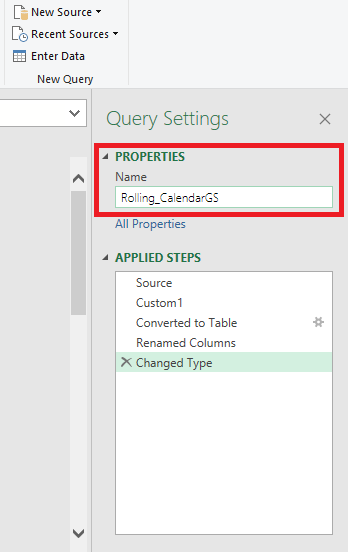 New Source
Recent Sources
Enter Data
New Query
Query Settings
PROPERTIES
Name
Rolling_CalendarGS
All Properties
APPLIED STEPS
Source
Custom1
Converted to Table
Renamed Columns
Changed Type